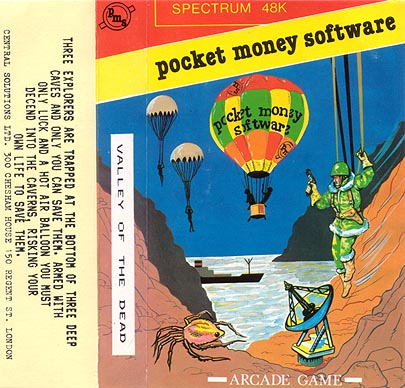 THREE EXPLORERS ARE TRAPPED AT THE BOTTOM OF THREE DEEP
CAVES AND ONLY YOU CAN SAVE THEM. ARMED WITH
ONLY LUCK AND A HOT AIR BALLOON YOU MUST
DECEND INTO THE CAVERNS, RISKING YOUR
OWN LIFE TO SAVE THEM.
CENTRAL SOLUTIONS LTD. 300 CHESHAM HOUSE 150 REGENT ST. LONDON
pms
VALLEY OF THE DEAD
SPECTRUM 48K
pocket money software
pocket money
software
ARCADE GAME